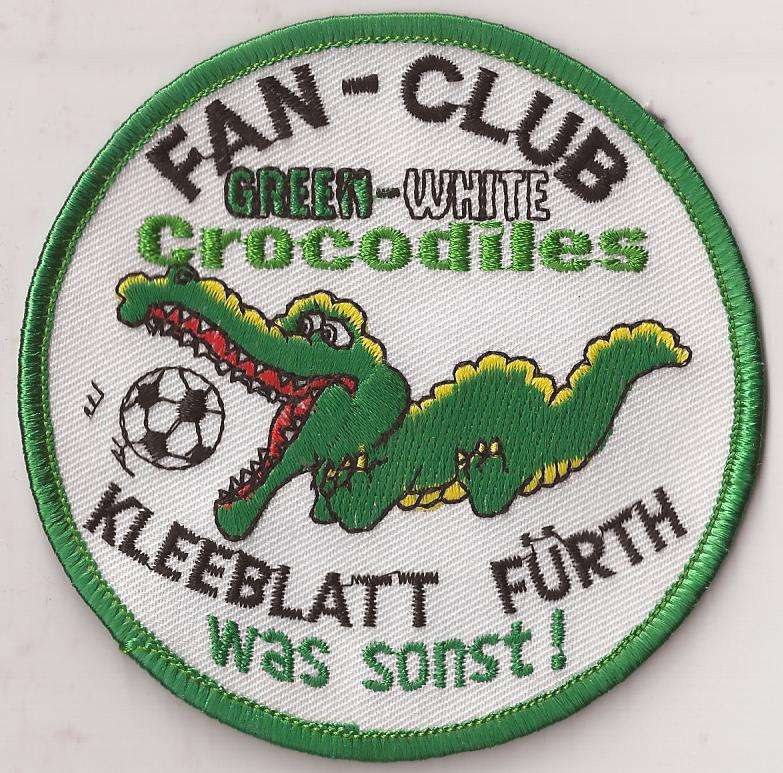 FAN-CLUB
GREEN-WHITE
Crocodiles
KLEEBLATT FÜRTH
was sonst!